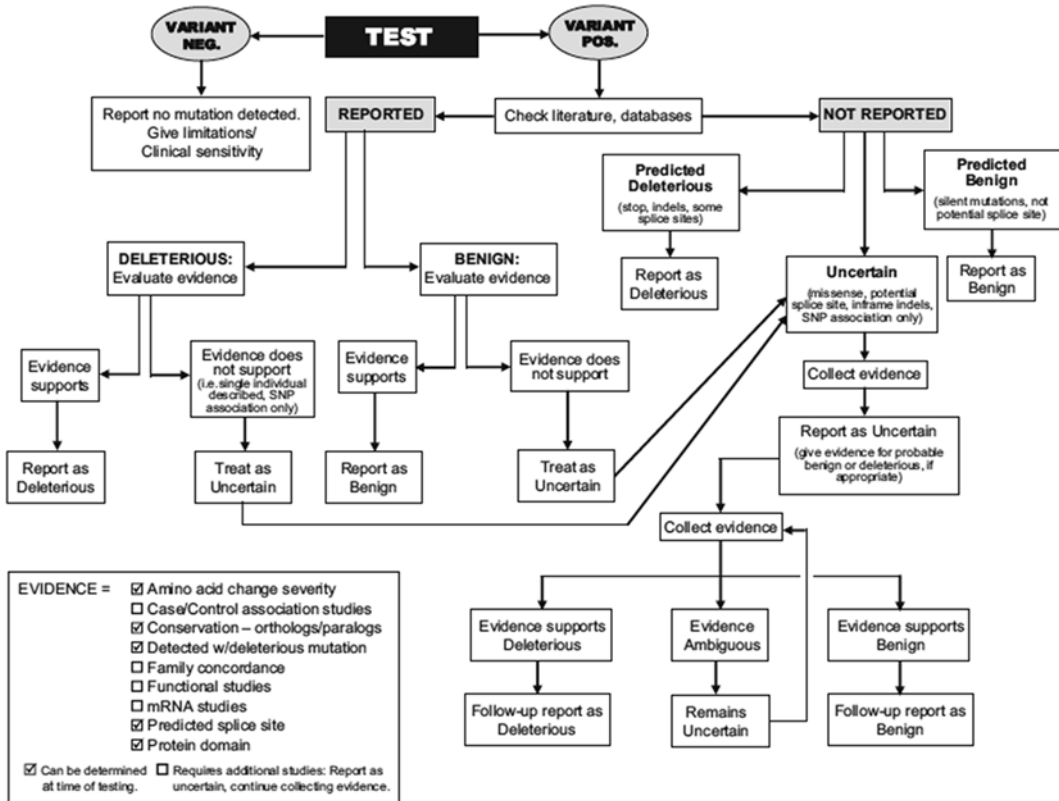 VARIANT
NEG.
TEST
VARIANT
POS.
Report no mutation detected.
Give limitations/
Clinical sensitivity
REPORTED
Check literature, databases
NOT REPORTED
Predicted
Deleterious
(stop, indels, some
splice sites)
Predicted
Benign
(silent mutations, not
potential splice site)
DELETERIOUS:
Evaluate evidence
BENIGN:
Evaluate evidence
Report as
Deleterious
Uncertain
(missense, potential
splice site, inframe indels,
SNP association only)
Report as
Benign
Evidence
supports
Evidence does
not support
(i.e.single individual
described, SNP
association only)
Evidence
supports
Evidence does
not support
Collect evidence
Report as
Deleterious
Treat as
Uncertain
Report as
Benign
Treat as
Uncertain
Report as Uncertain
(give evidence for probable
benign or deleterious, if
appropriate)
Collect evidence
Evidence supports
Deleterious
Evidence
Ambiguous
Evidence supports
Benign
Follow-up report as
Deleterious
Remains
Uncertain
Follow-up report as
Benign
EVIDENCE = ☑ Amino acid change severity
☐ Case/Control association studies
☑ Conservation – orthologs/paralogs
☑ Detected w/deleterious mutation
☐ Family concordance
☐ Functional studies
☐ mRNA studies
☑ Predicted splice site
☑ Protein domain
☑ Can be determined
at time of testing.
☐ Requires additional studies: Report as
uncertain, continue collecting evidence.